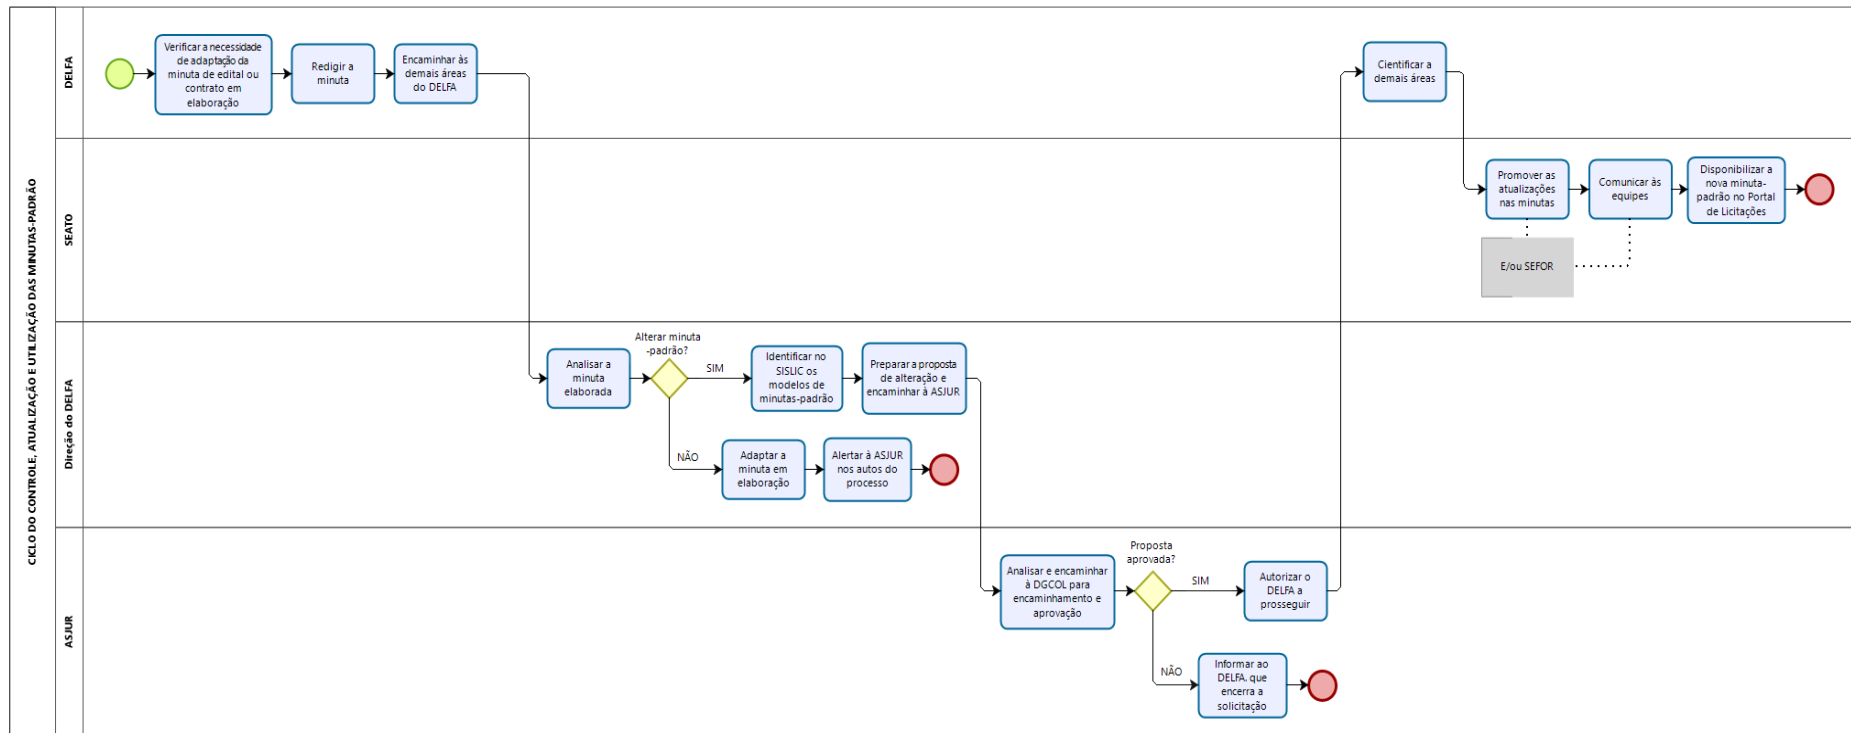 CICLO DO CONTROLE, ATUALIZAÇÃO E UTILIZAÇÃO DAS MINUTAS-PADRÃO
DELFA
Verificar a necessidade
de adaptação da
minuta de edital ou
contrato em
elaboração
Redigir a
minuta
Encaminhar às
demais áreas
do DELFA
Cientificar a
demais áreas
SEATO
Promover as
atualizações
nas minutas
Comunicar às
equipes
Disponibilizar a
nova minuta-
padrão no Portal
de Licitações
E/ou SEFOR
Direção do DELFA
Analisar a
minuta
elaborada
Alterar minuta
-padrão?
SIM
Identificar no
SISLIC os
modelos de
minutas-padrão
Preparar a proposta
de alteração e
encaminhar à ASJUR
NÃO
Adaptar a
minuta em
elaboração
Alertar à ASJUR
nos autos do
processo
ASJUR
Analisar e encaminhar
à DGCOL para
encaminhamento e
aprovação
Proposta
aprovada?
SIM
Autorizar o
DELFA a
prosseguir
NÃO
Informar ao
DELFA, que
encerra a
solicitação